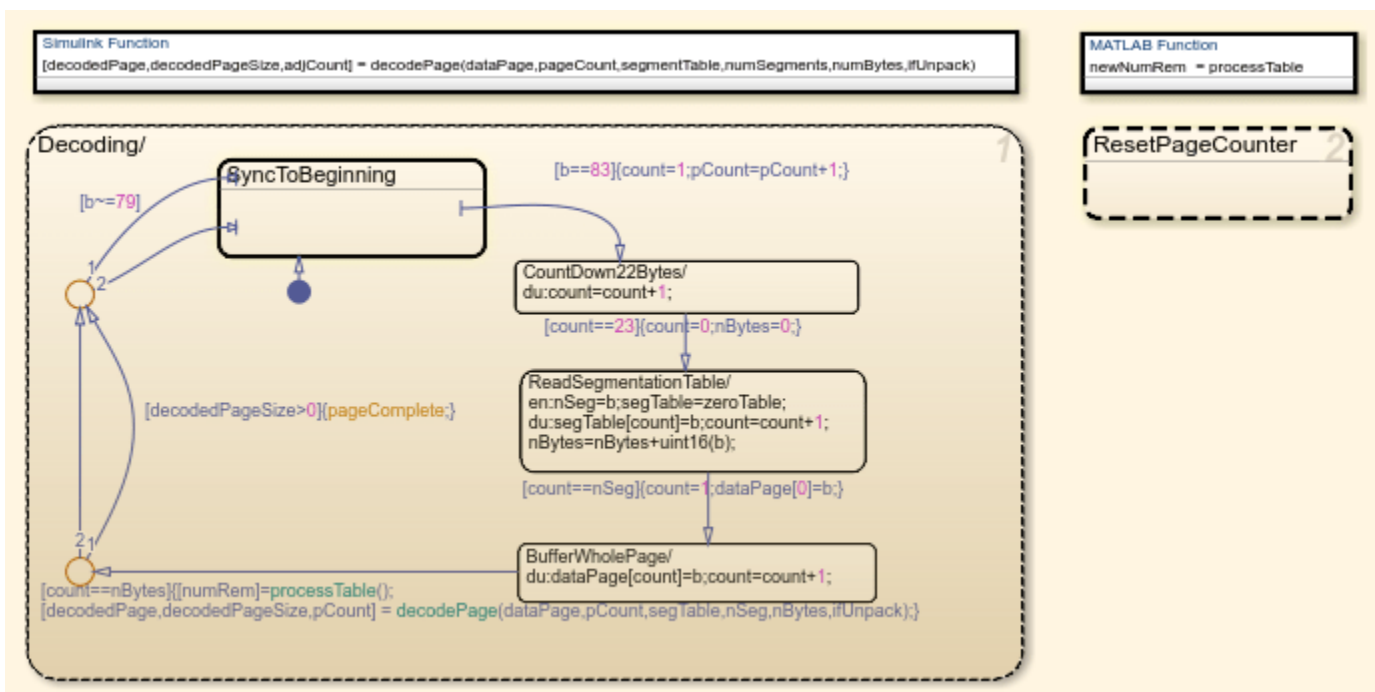 Simulink Function
[decodedPage,decodedPageSize,adjCount] = decodePage(dataPage,pageCount,segmentTable,numSegments,numBytes,ifUnpack)
MATLAB Function
newNumRem = processTable
Decoding/
1
ResetPageCounter
2
SyncToBeginning
[b==83]{count=1;pCount=pCount+1;}
[b~=79]
1
2
CountDown22Bytes/
du:count=count+1;
[count==23]{count=0;nBytes=0;}
ReadSegmentationTable/
en:nSeg=b;segTable=zeroTable;
du:segTable[count]=b;count=count+1;
nBytes=nBytes+uint16(b);
[decodedPageSize>0]{pageComplete;}
[count==nSeg]{count=1;dataPage[0]=b;}
2
1
BufferWholePage/
du:dataPage[count]=b;count=count+1;
[count==nBytes]{[numRem]=processTable();
[decodedPage,decodedPageSize,pCount] = decodePage(dataPage,pCount,segTable,nSeg,nBytes,ifUnpack);}